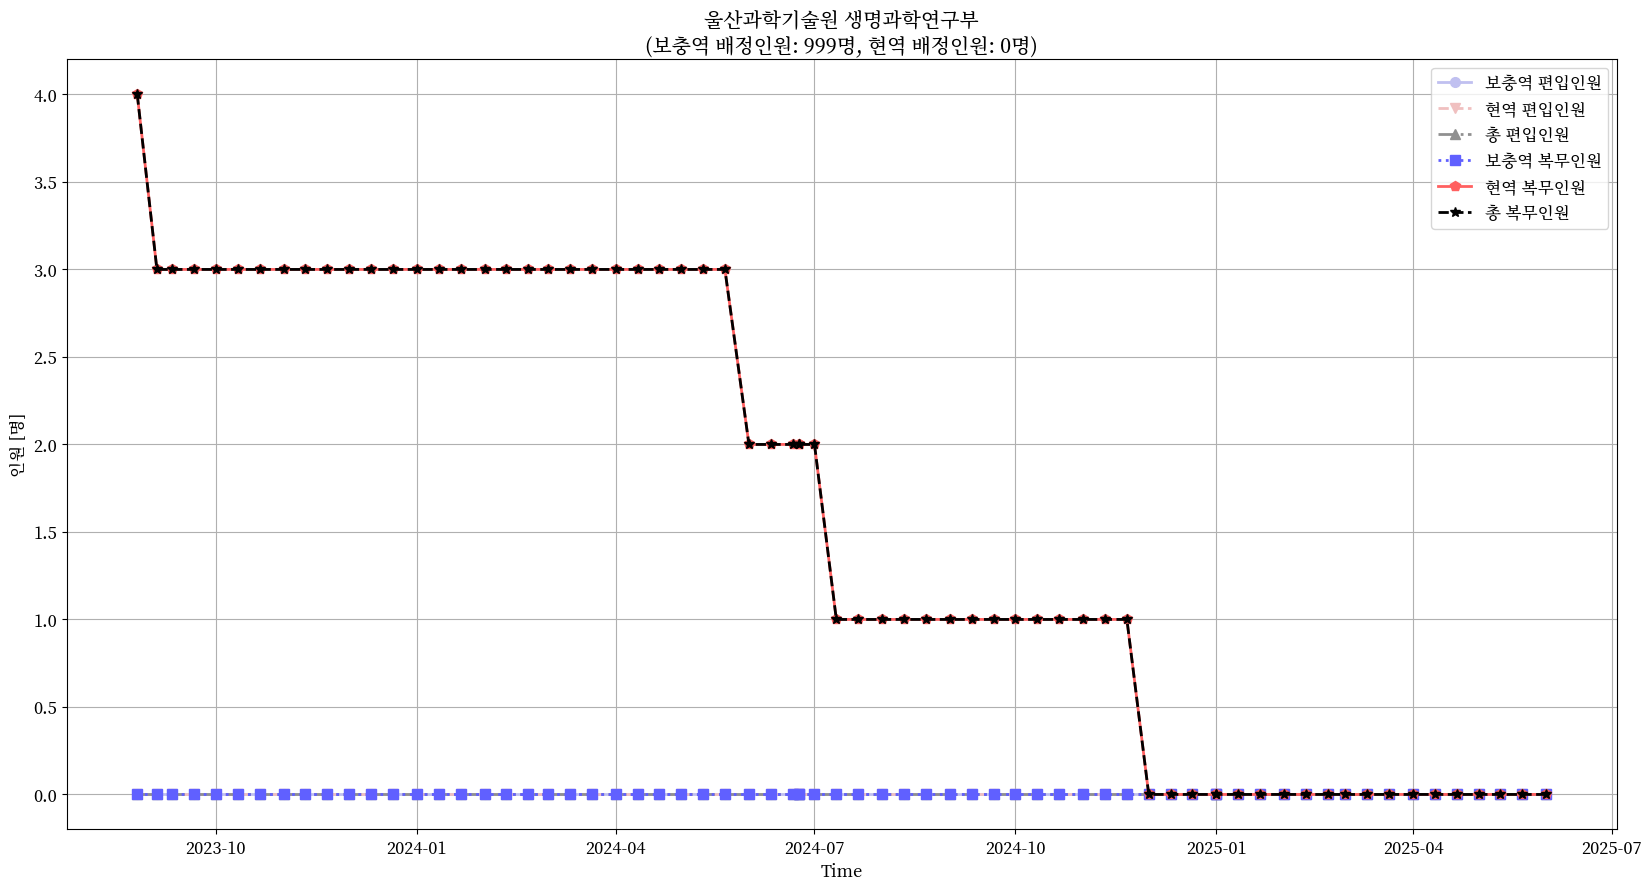 울산과학기술원 생명과학연구부
(보충역 배정인원: 999명, 현역 배정인원: 0명)
보충역 편입인원
현역 편입인원
총 편입인원
보충역 복무인원
현역 복무인원
총 복무인원
인원 [명]
4.0
3.5
3.0
2.5
2.0
1.5
1.0
0.5
0.0
2023-10
2024-01
2024-04
2024-07
2024-10
2025-01
2025-04
2025-07
Time